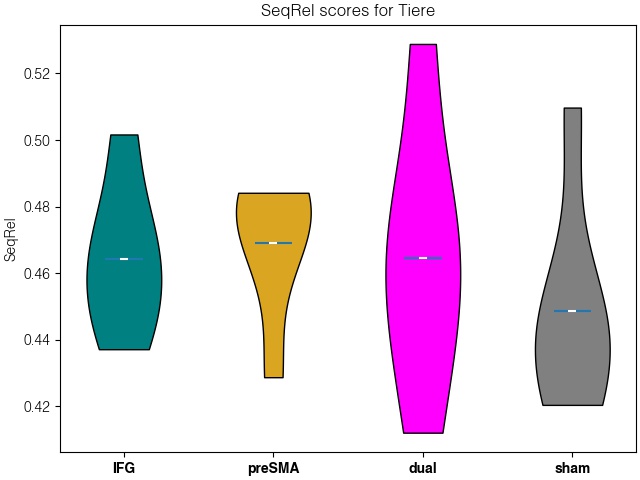 SeqRel scores for Tiere
SeqRel
0.52
0.50
0.48
0.46
0.44
0.42
IFG
preSMA
dual
sham